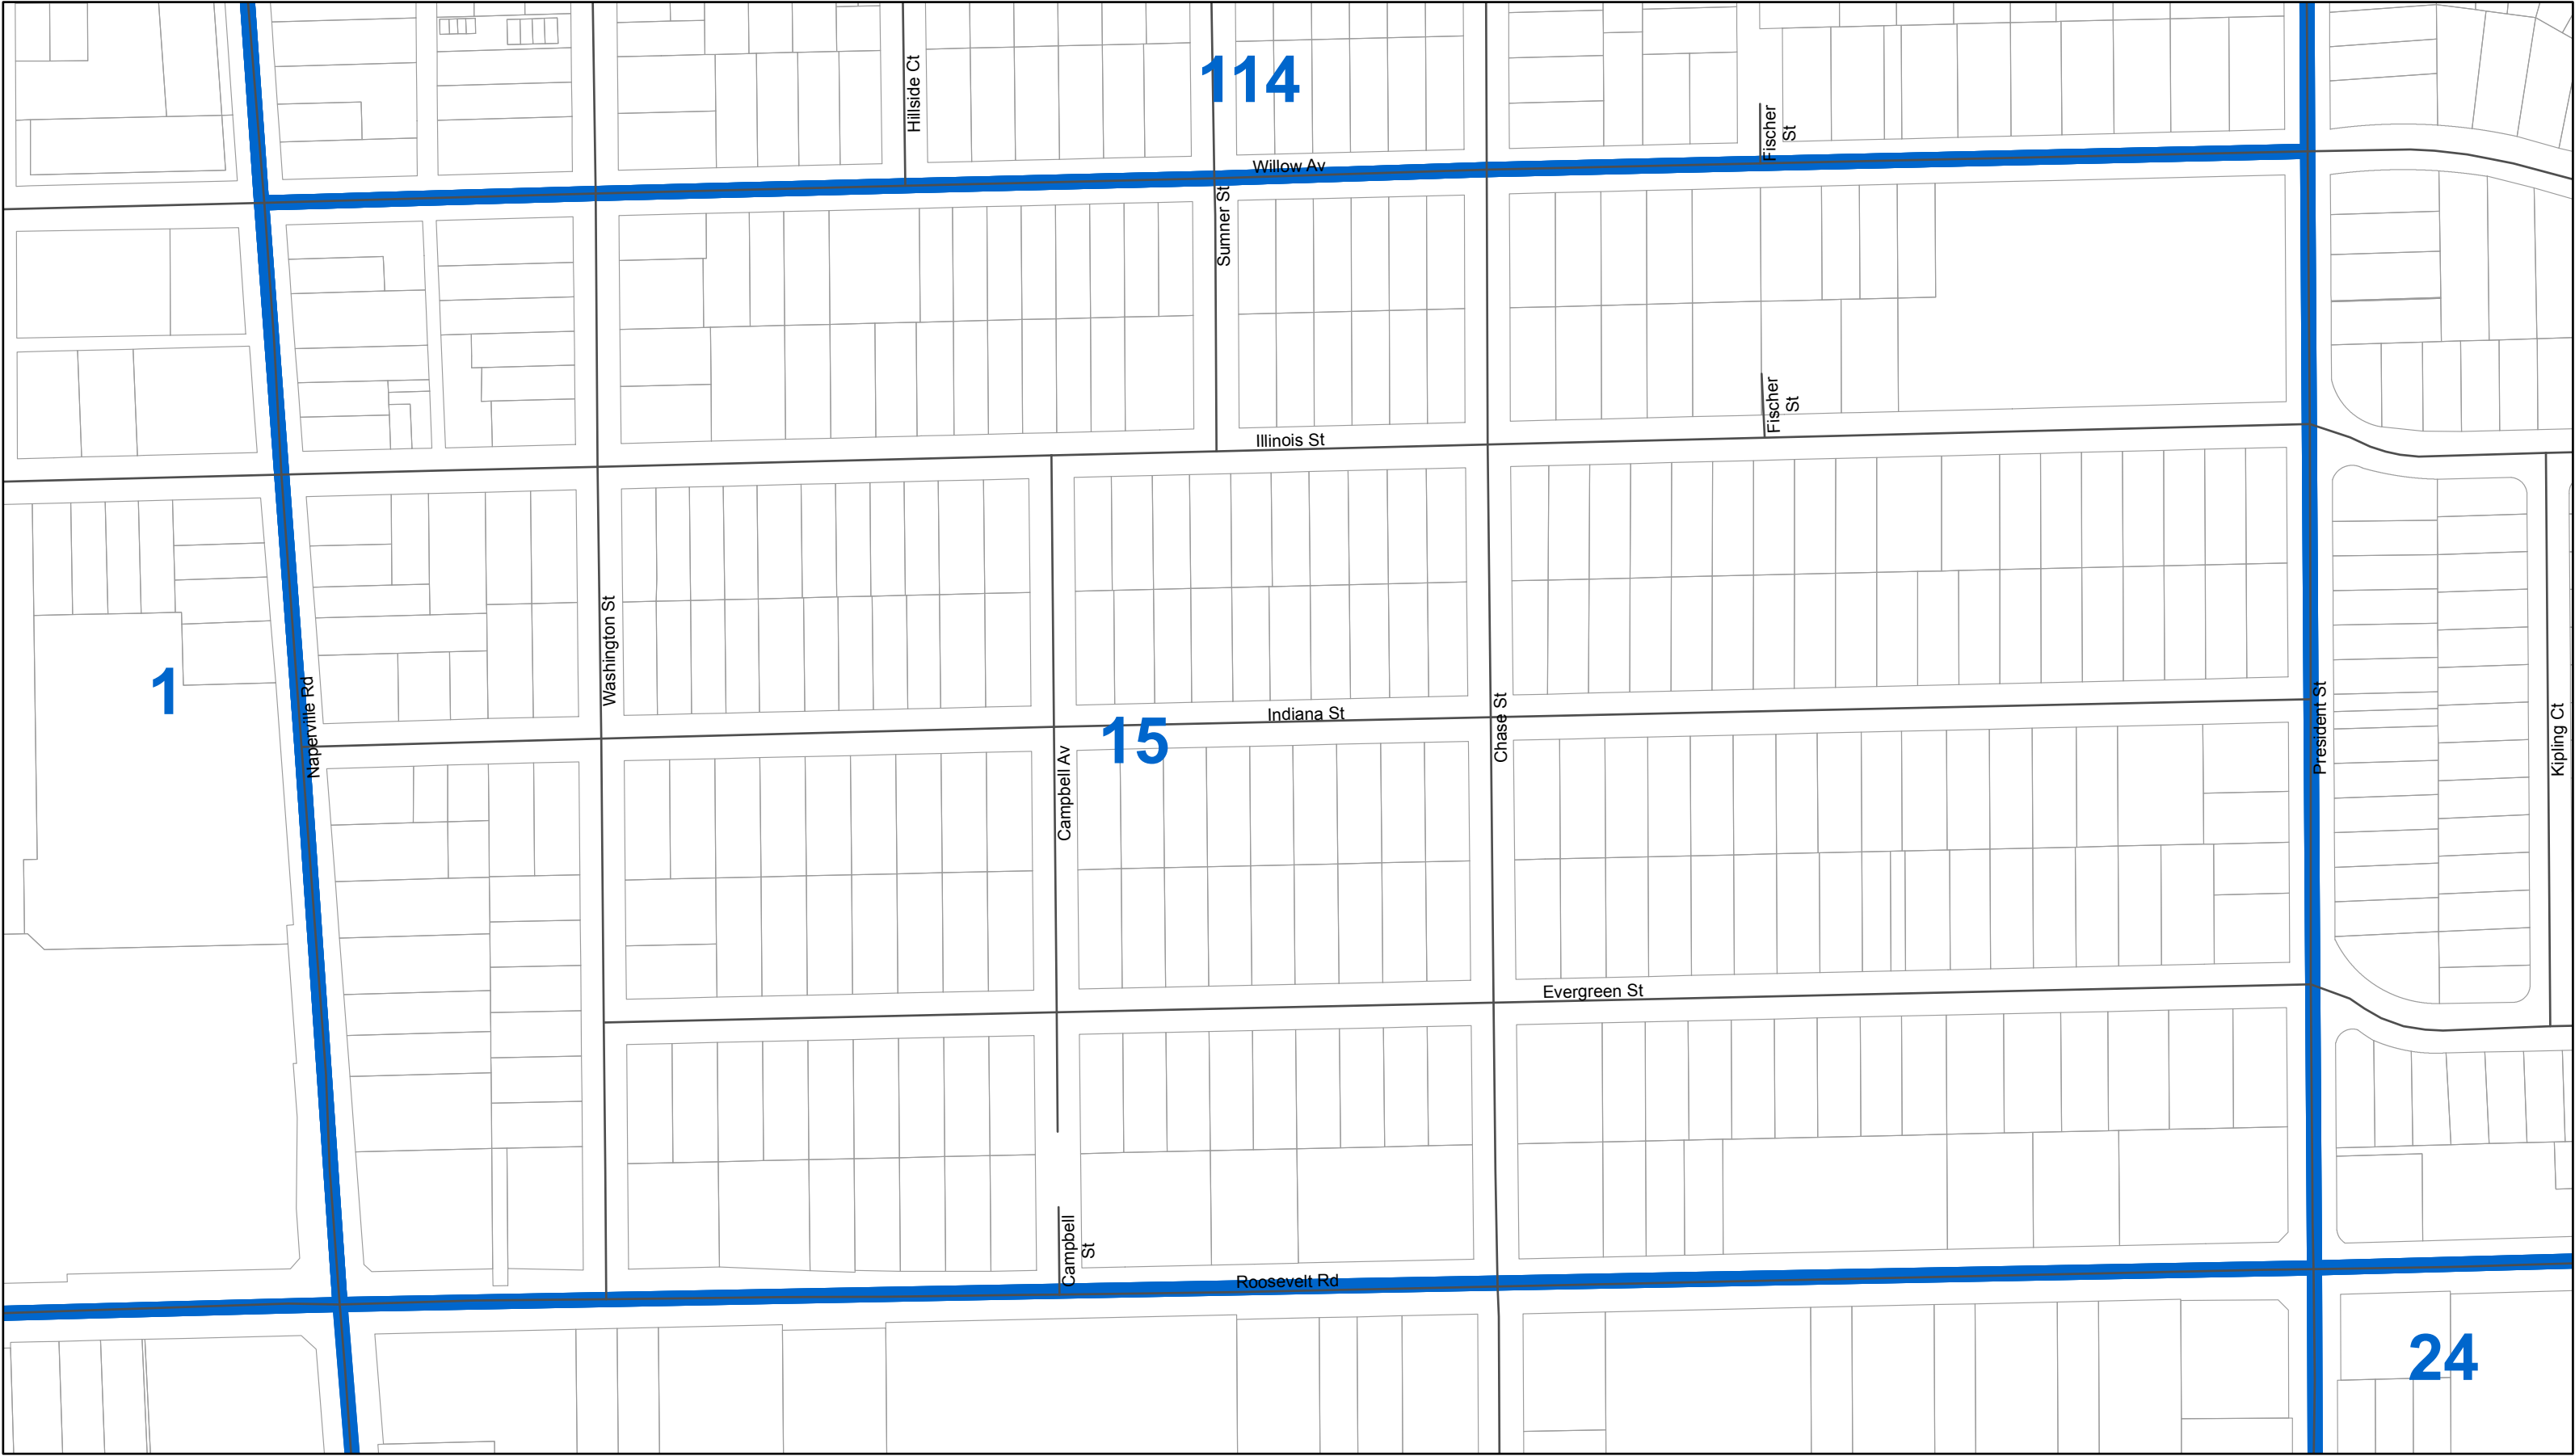 Hillside Ct
114
Fischer
St
Willow Av
Sumner St
Fischer
St
Illinois St
Washington St
1
Naperville Rd
Indiana St
15
Campbell Av
Chase St
President St
Kipling Ct
Evergreen St
Campbell
St
Roosevelt Rd
24